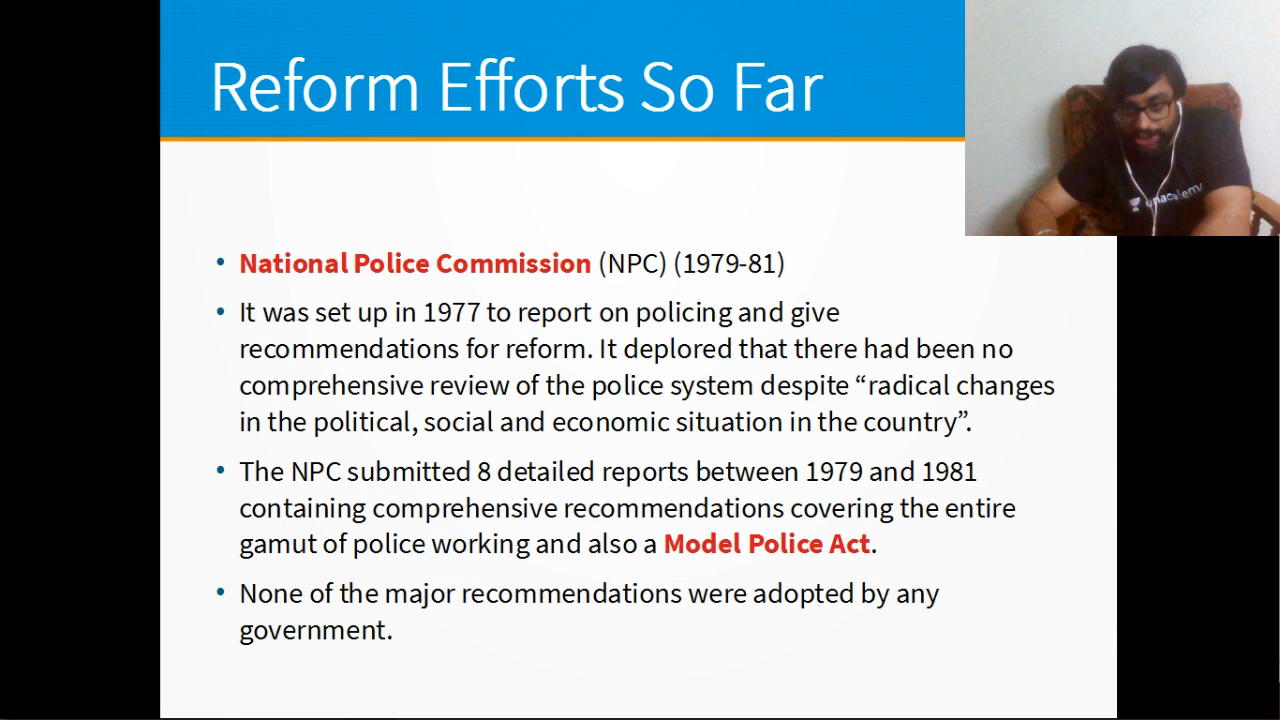 Reform Efforts So Far
• National Police Commission (NPC) (1979-81)
• It was set up in 1977 to report on policing and give
recommendations for reform. It deplored that there had been no
comprehensive review of the police system despite “radical changes
in the political, social and economic situation in the country”.
• The NPC submitted 8 detailed reports between 1979 and 1981
containing comprehensive recommendations covering the entire
gamut of police working and also a Model Police Act.
• None of the major recommendations were adopted by any
government.